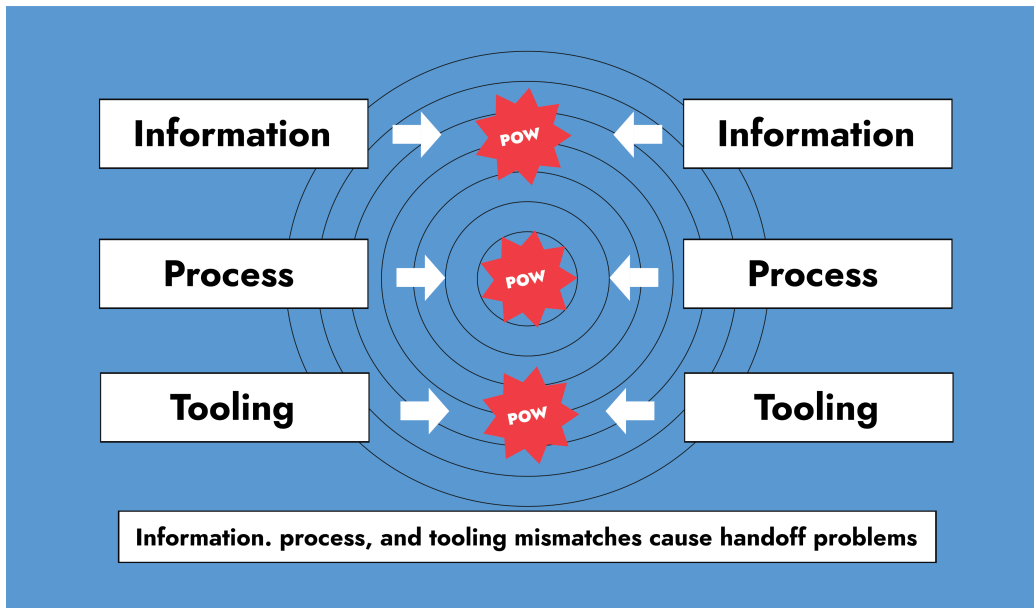 Information
POW
Information
Process
POW
Process
Tooling
POW
Tooling
Information. process, and tooling mismatches cause handoff problems